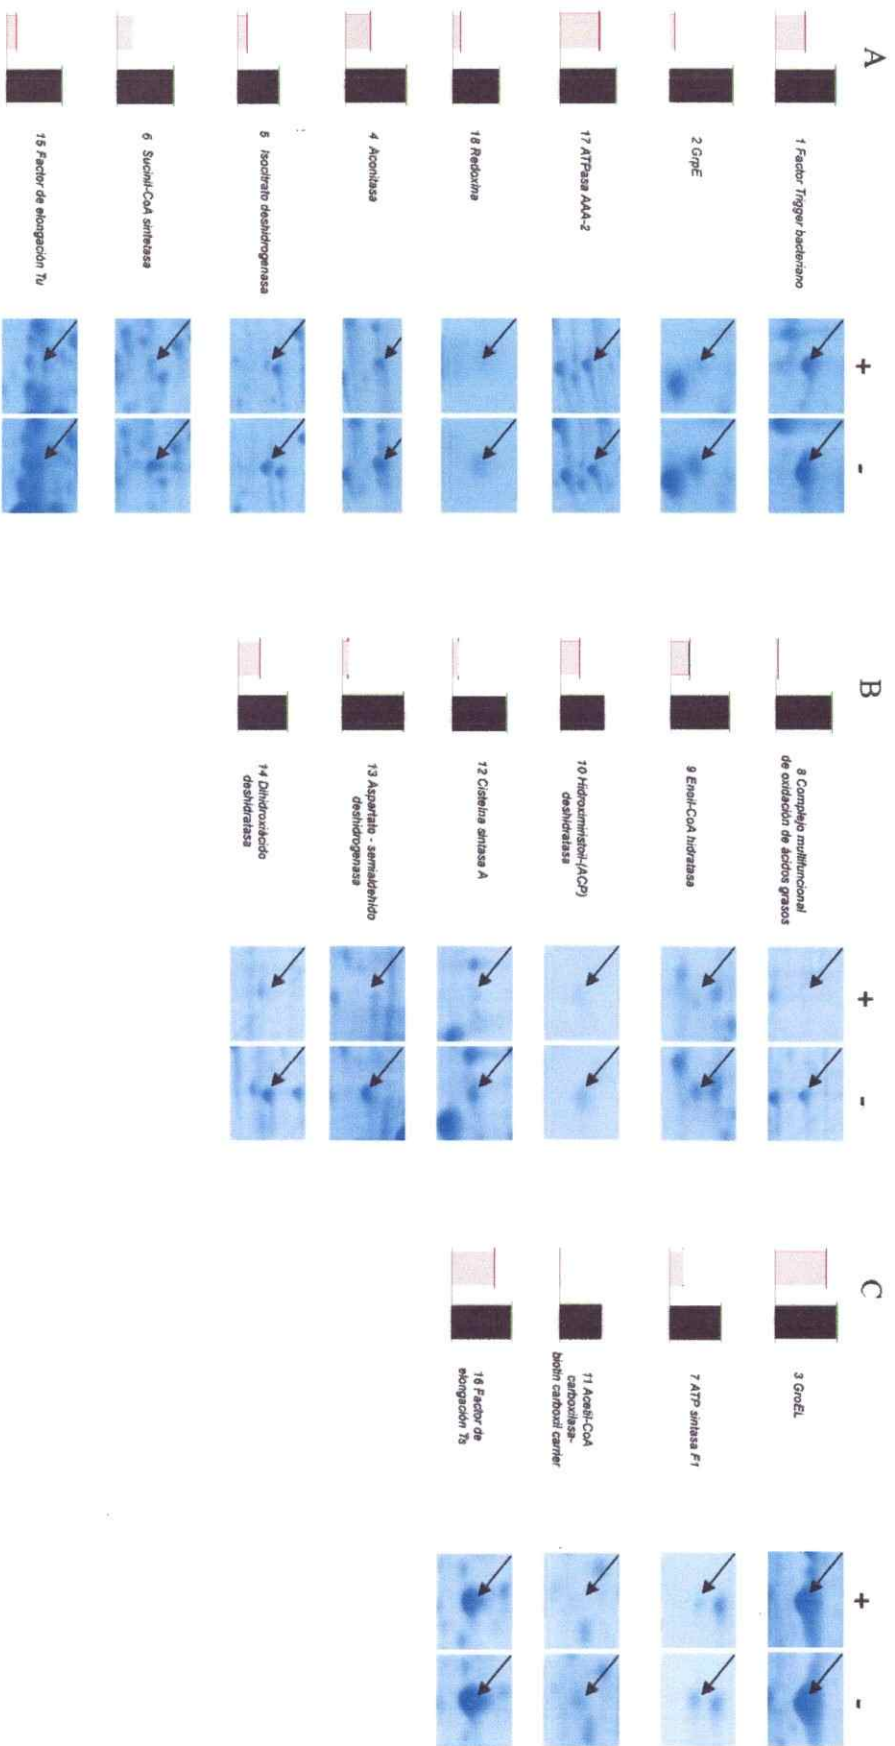 A
+
-
1 Factor Trigger bacteriano
2 GrpE
17 ATPasa AAA-2
18 Redoxina
4 Aconitasa
5 Isocitrato deshidrogenasa
6 Sucinil-CoA sintetasa
15 Factor de elongación Tu
B
+
-
8 Complejo multifuncional
de oxidación de ácidos grasos
9 Enoil-CoA hidratasa
10 Hidroximiristoil-(ACP)
deshidratasa
12 Cisteína sintasa A
13 Aspartato - semialdehido
deshidrogenasa
14 Dihidroxiácido
deshidratasa
C
+
-
3 GroEL
7 ATP sintasa F1
11 Acetil-CoA
carboxilasa-
biotin carboxil carrier
16 Factor de
elongación Ts